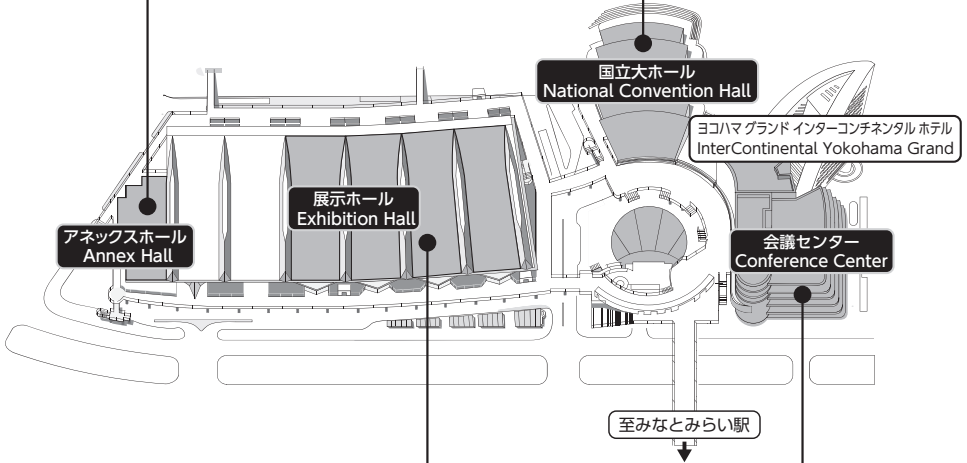 国立大ホール
National Convention Hall
ヨコハマ グランド インターコンチネンタル ホテル
InterContinental Yokohama Grand
展示ホール
Exhibition Hall
アネックスホール
Annex Hall
会議センター
Conference Center
至みなとみらい駅